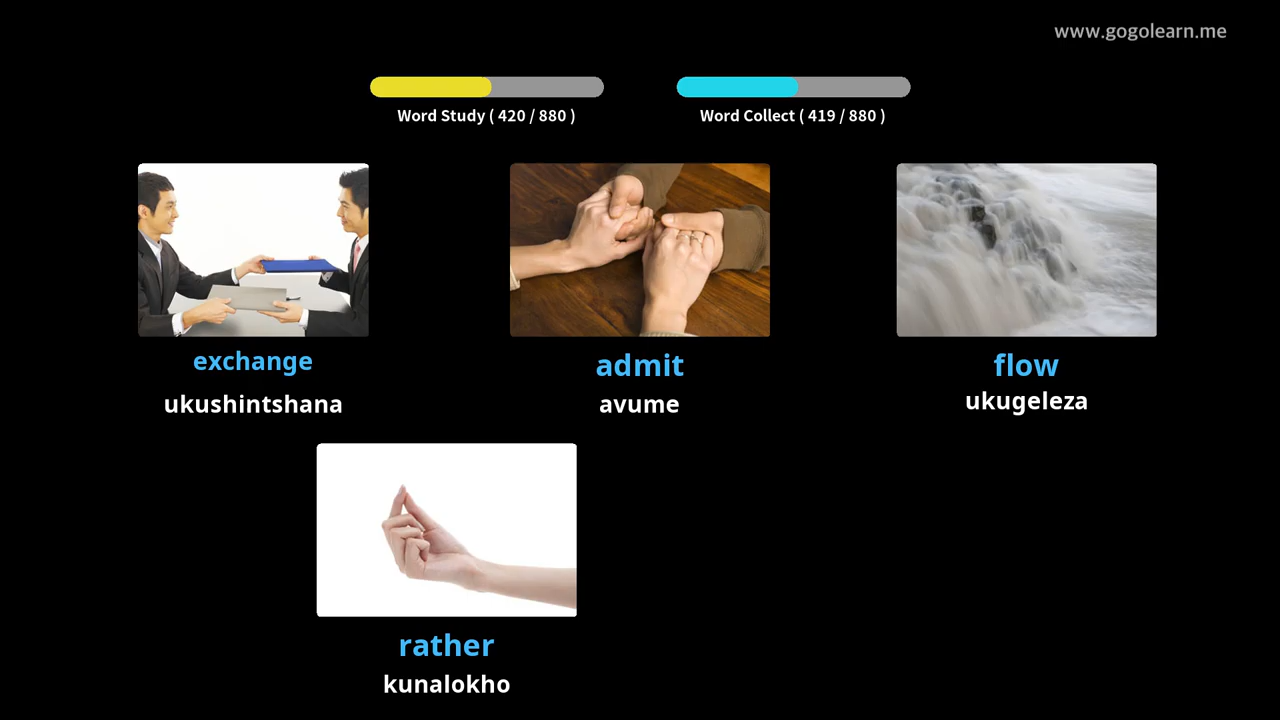 www.gogolearn.me
Word Study ( 420 / 880 )
Word Collect ( 419 / 880 )
exchange
ukushintshana
admit
avume
flow
ukugeleza
rather
kunalokho